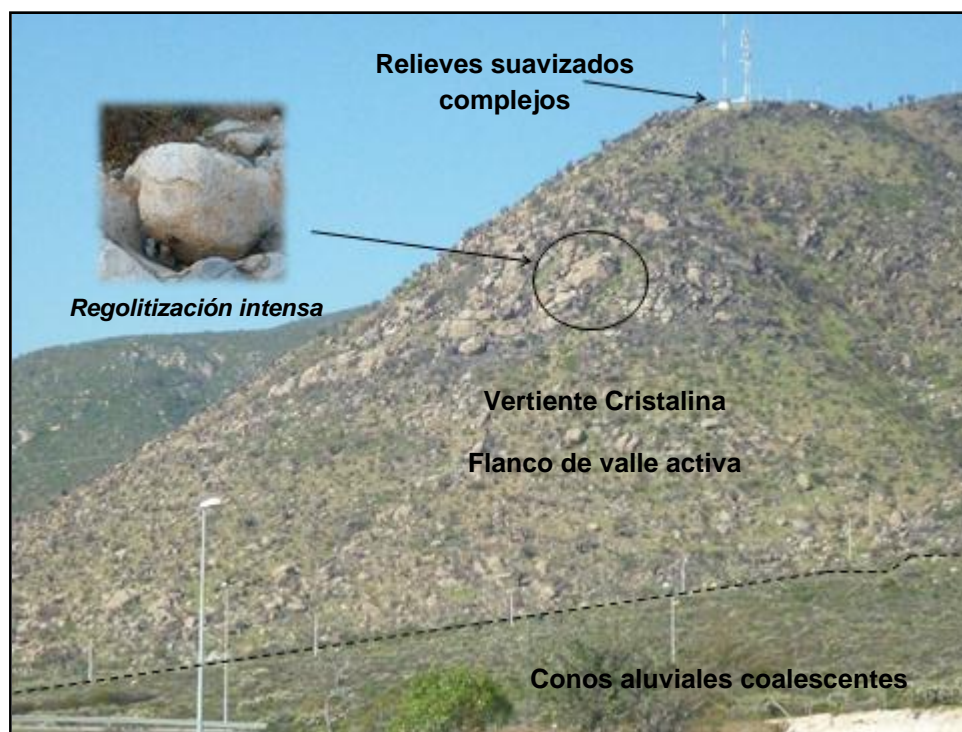 Relieves suavizados
complejos
Regolitización intensa
Vertiente Cristalina
Flanco de valle activa
Conos aluviales coalescentes